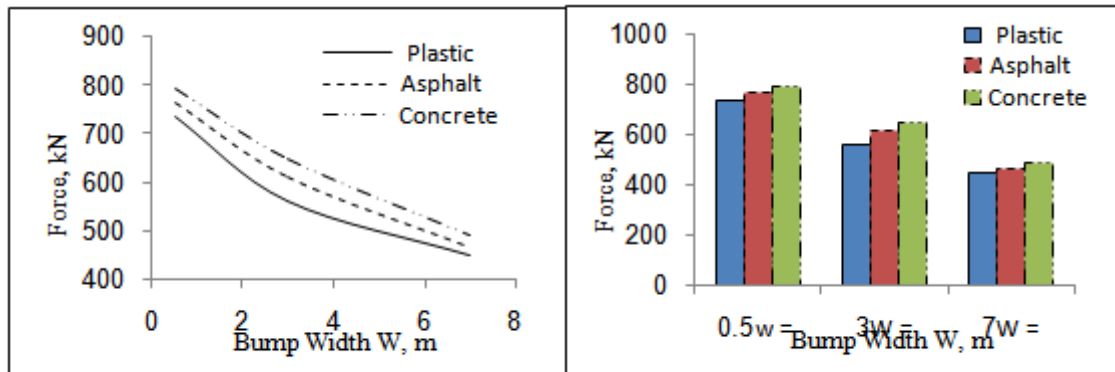 900
800
700
600
500
400
0 2 4 6 8
Force, kN
Bump Width W, m
Plastic
Asphalt
Concrete
1000
800
600
400
200
0
0.5w = 3W = 7W =
Force, kN
Bump Width W, m
Plastic
Asphalt
Concrete